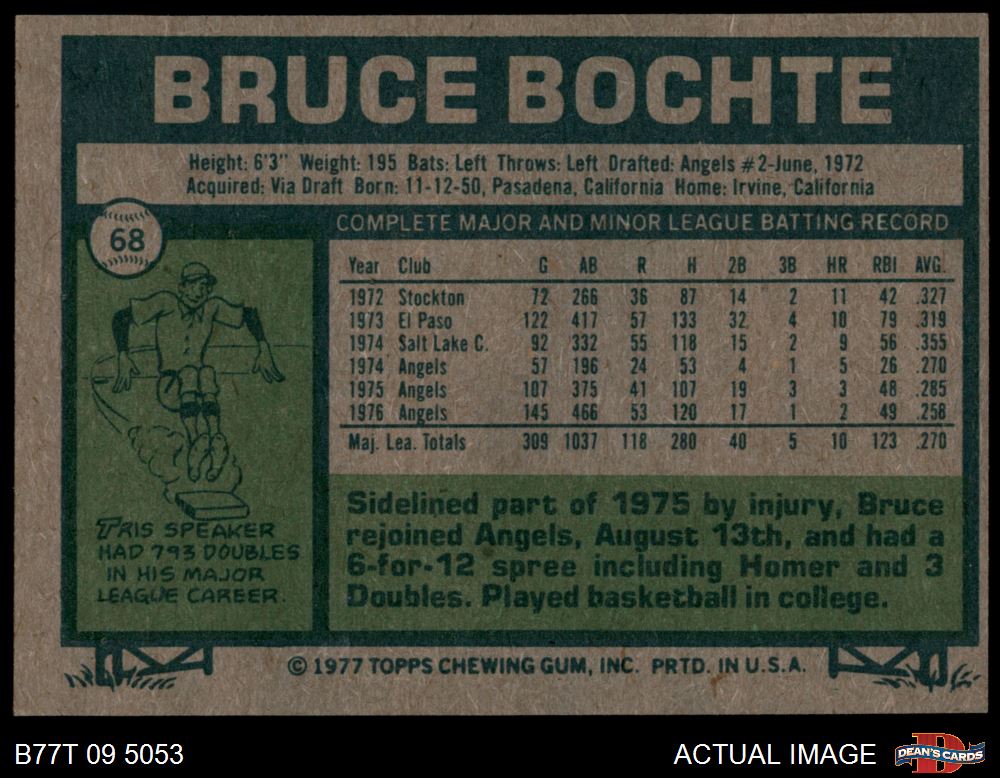 BRUCE BOCHTE
Height: 6'3" Weight: 195 Bats: Left Throws: Left Drafted: Angels #2-June, 1972
Acquired: Via Draft Born: 11-12-50, Pasadena, California Home: Irvine, California
68
COMPLETE MAJOR AND MINOR LEAGUE BATTING RECORD
Year Club G AB R H 2B 3B HR RBI AVG.
1972 Stockton 72 266 36 87 14 2 11 42 .327
1973 El Paso 122 417 57 133 32 4 10 79 .319
1974 Salt Lake C. 92 332 55 118 15 2 9 56 .355
1974 Angels 57 196 24 53 4 1 5 26 .270
1975 Angels 107 375 41 107 19 3 3 48 .285
1976 Angels 145 466 53 120 17 1 2 49 .258
Maj. Lea. Totals 309 1037 118 280 40 5 10 123 .270
TRIS SPEAKER
HAD 793 DOUBLES
IN HIS MAJOR
LEAGUE CAREER.
Sidelined part of 1975 by injury, Bruce
rejoined Angels, August 13th, and had a
6-for-12 spree including Homer and 3
Doubles. Played basketball in college.
© 1977 TOPPS CHEWING GUM, INC. PRTD. IN U.S.A.
B77T 09 5053
ACTUAL IMAGE
D
DEAN'S CARDS